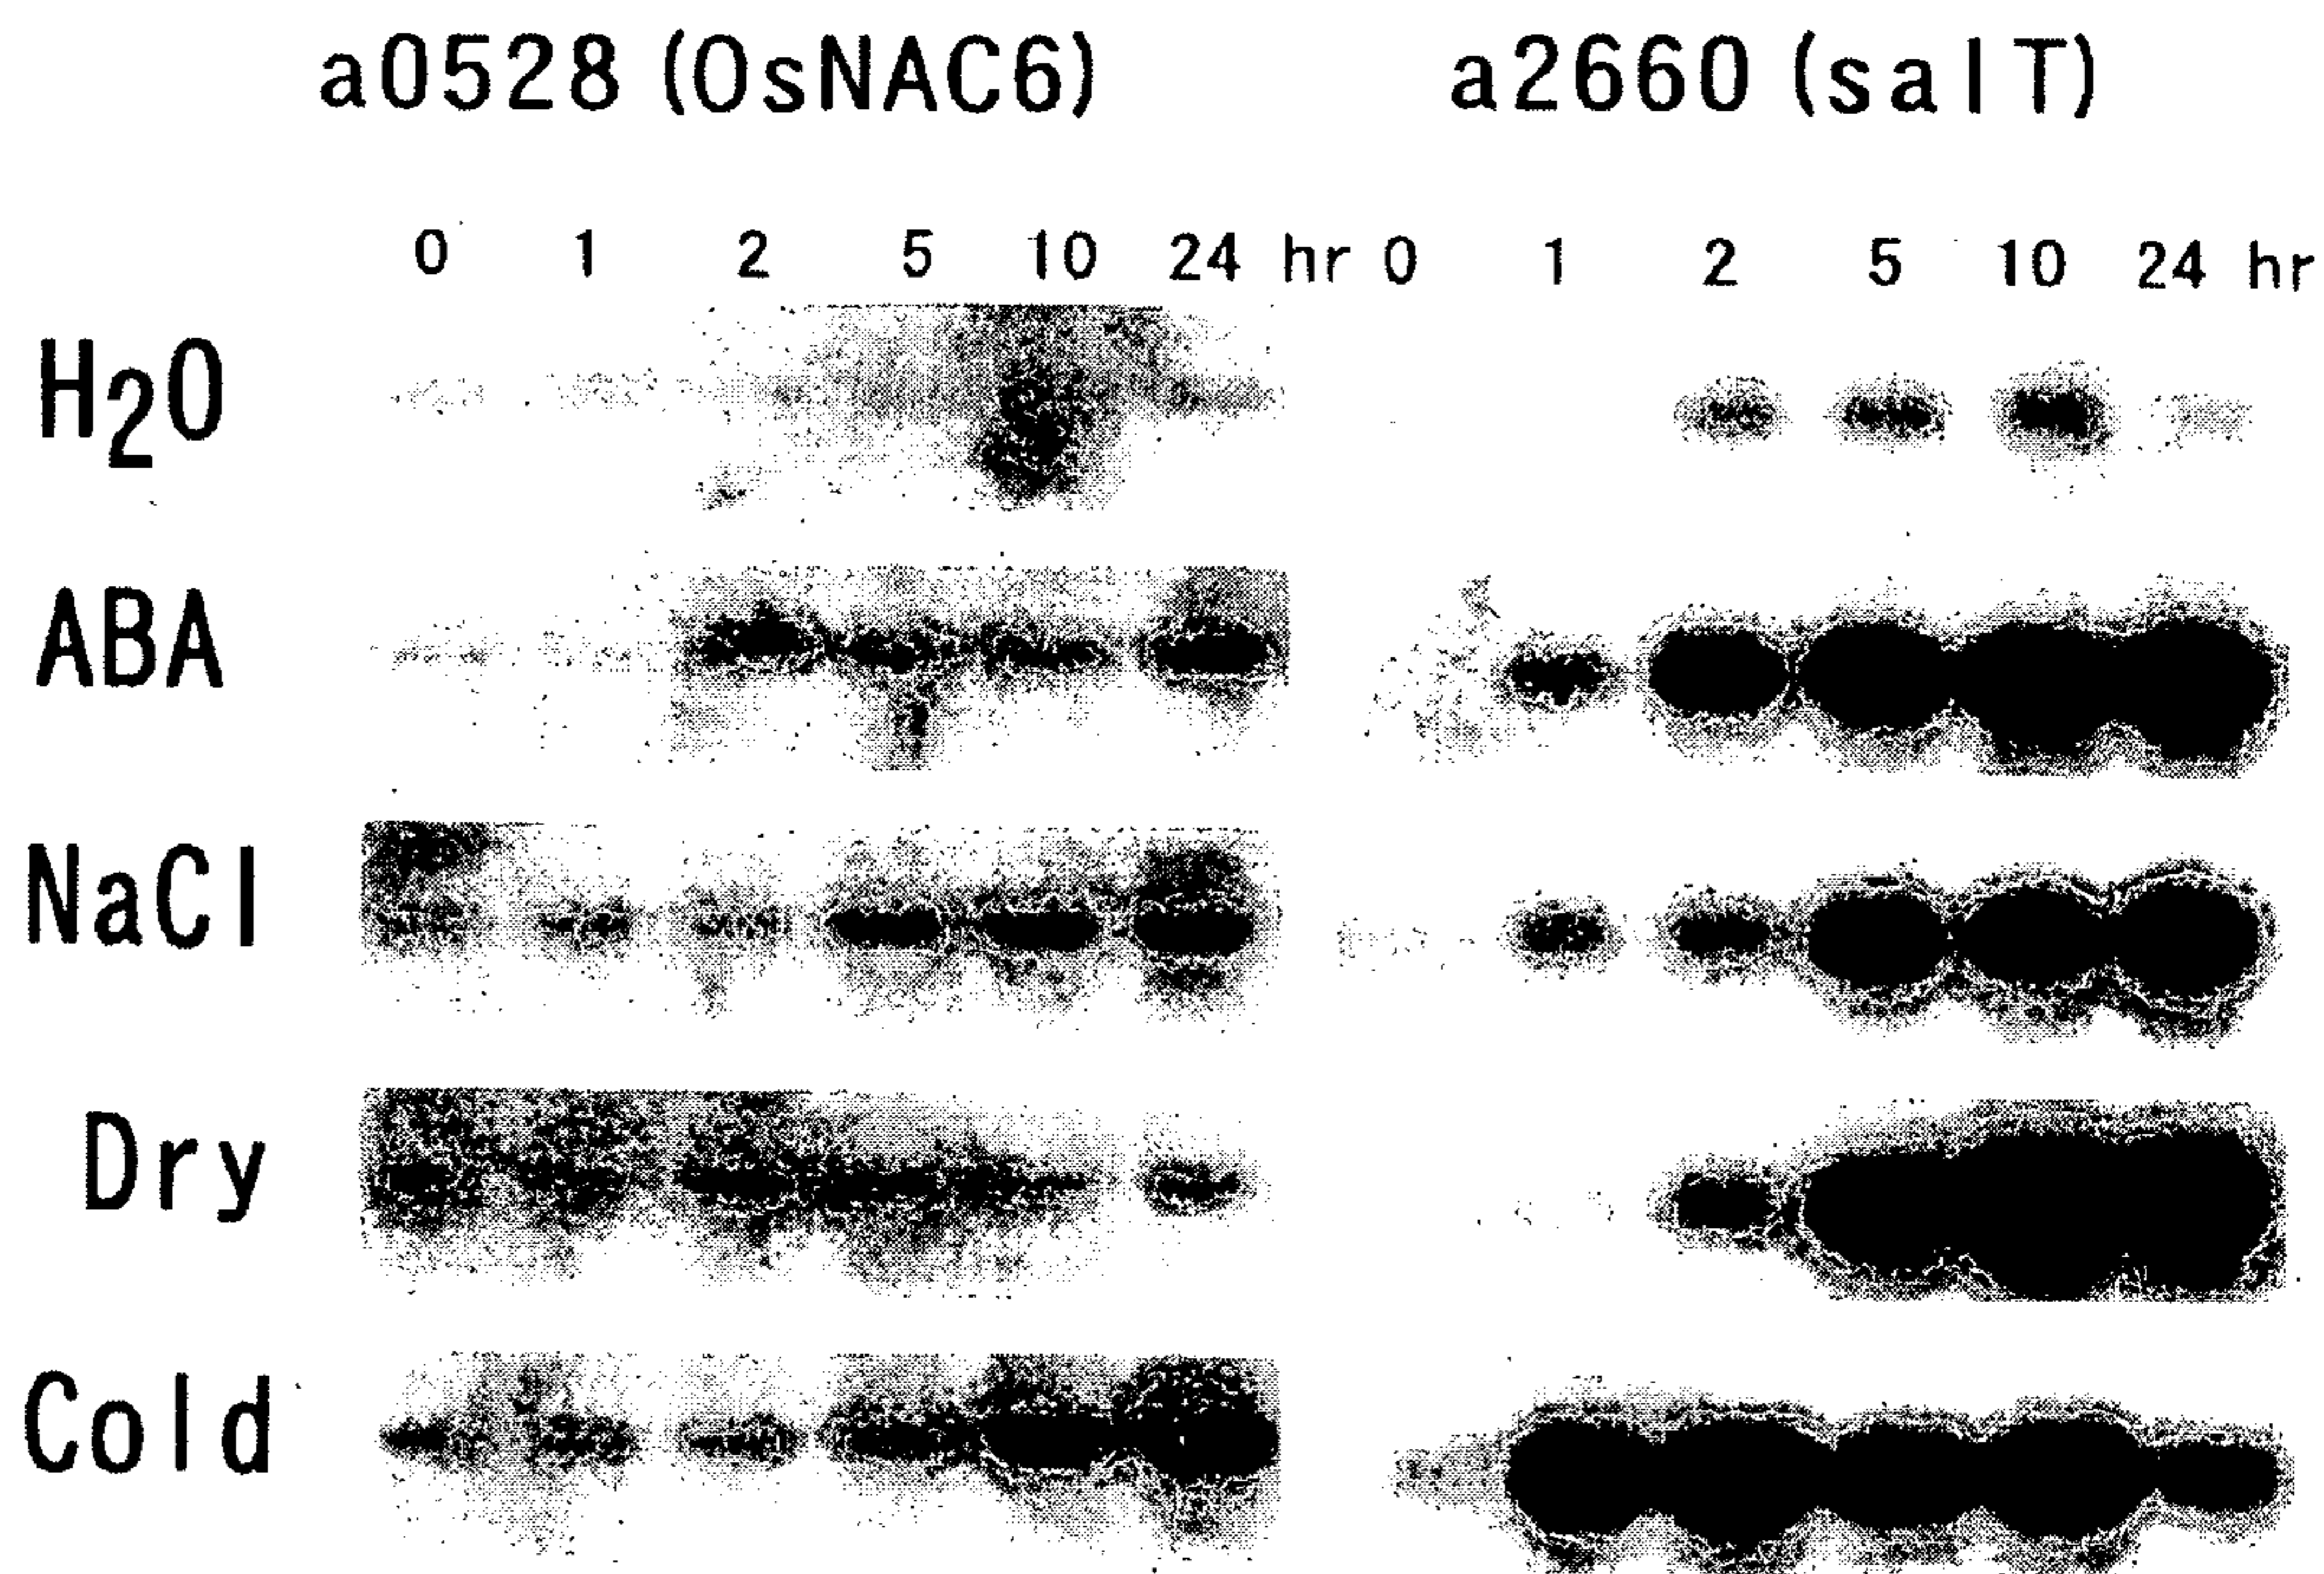 a0528 (OsNAC6) a2660 (salT)
0 1 2 5 10 24 hr 0 1 2 5 10 24 hr
H2O
ABA
NaCl
Dry
Cold